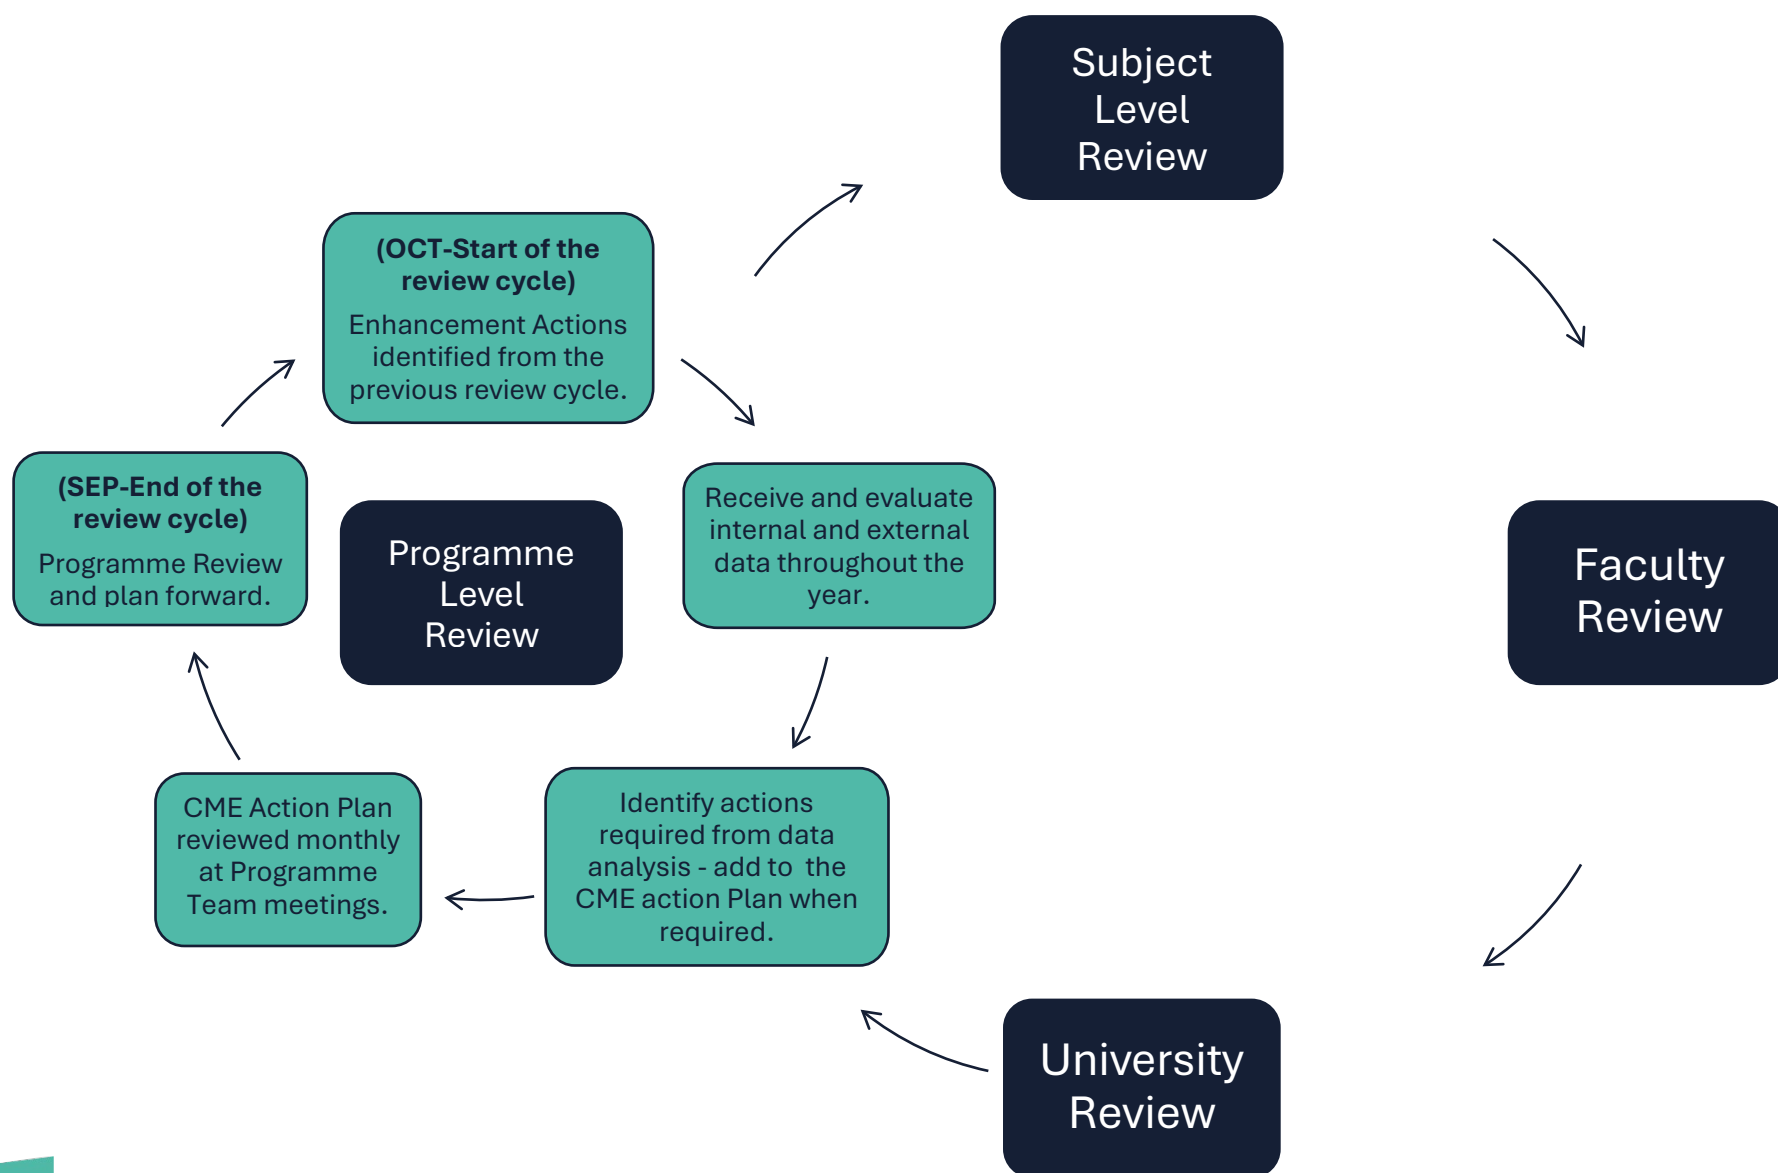 Subject
Level
Review
(OCT-Start of the
review cycle)
Enhancement Actions
identified from the
previous review cycle.
(SEP-End of the
review cycle)
Programme Review
and plan forward.
Programme
Level
Review
Receive and evaluate
internal and external
data throughout the
year.
Faculty
Review
CME Action Plan
reviewed monthly
at Programme
Team meetings.
Identify actions
required from data
analysis - add to  the
CME action Plan when
required.
University
Review